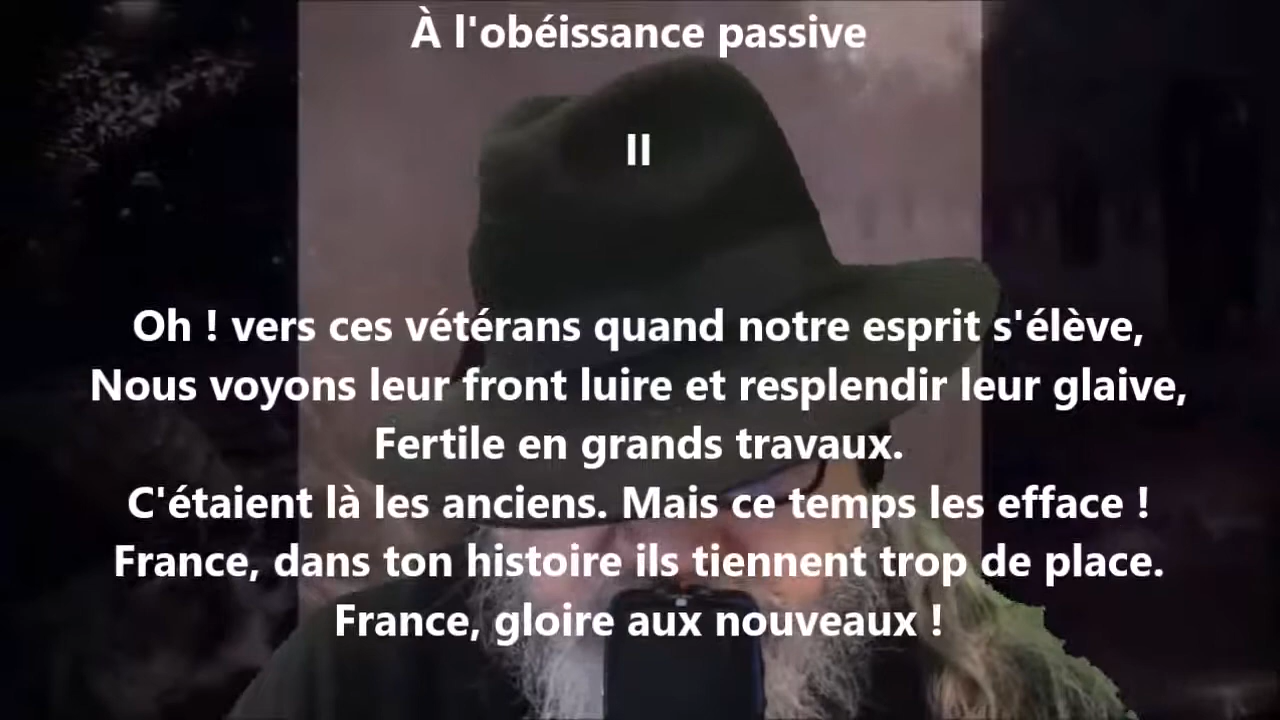 À l'obéissance passive
II
Oh ! vers ces vétérans quand notre esprit s'élève,
Nous voyons leur front luire et resplendir leur glaive,
Fertile en grands travaux.
C'étaient là les anciens. Mais ce temps les efface !
France, dans ton histoire ils tiennent trop de place.
France, gloire aux nouveaux !